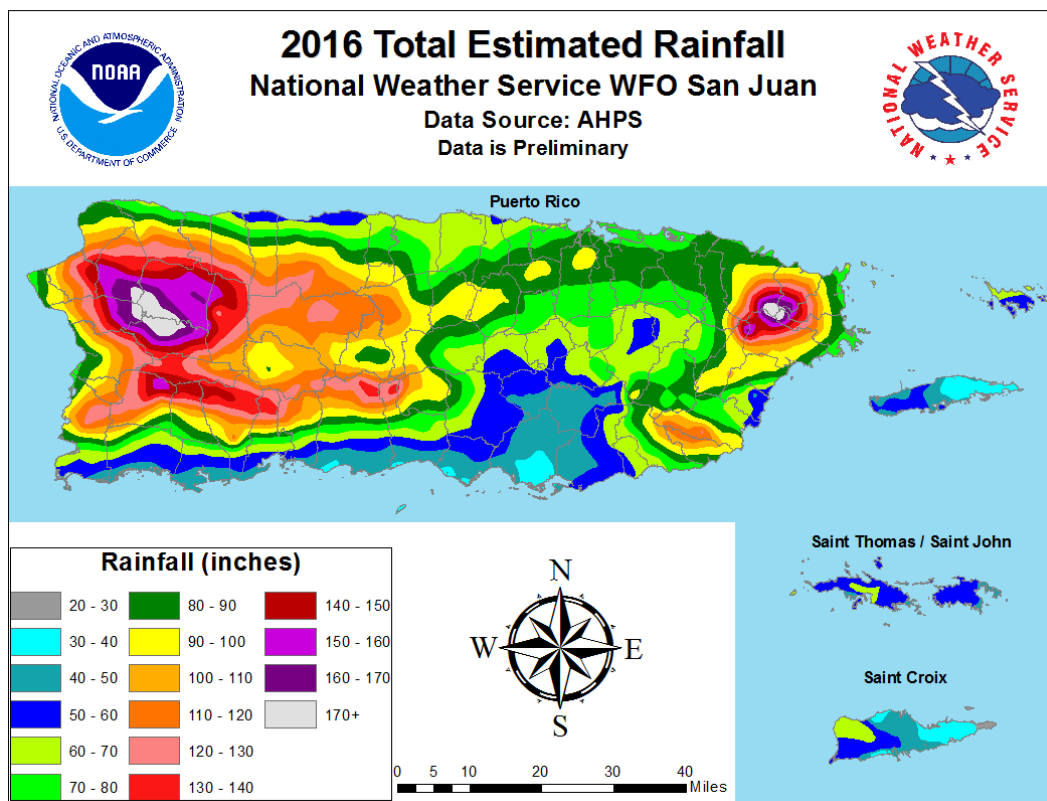 2016 Total Estimated Rainfall
National Weather Service WFO San Juan
Data Source: AHPS
Data is Preliminary
NATIONAL OCEANIC AND ATMOSPHERIC ADMINISTRATION
NOAA
U.S. DEPARTMENT OF COMMERCE
NATIONAL WEATHER SERVICE
Puerto Rico
Saint Thomas / Saint John
Saint Croix
Rainfall (inches)
20 - 30
30 - 40
40 - 50
50 - 60
60 - 70
70 - 80
80 - 90
90 - 100
100 - 110
110 - 120
120 - 130
130 - 140
140 - 150
150 - 160
160 - 170
170+
N
W E
S
0 5 10 20 30 40
Miles